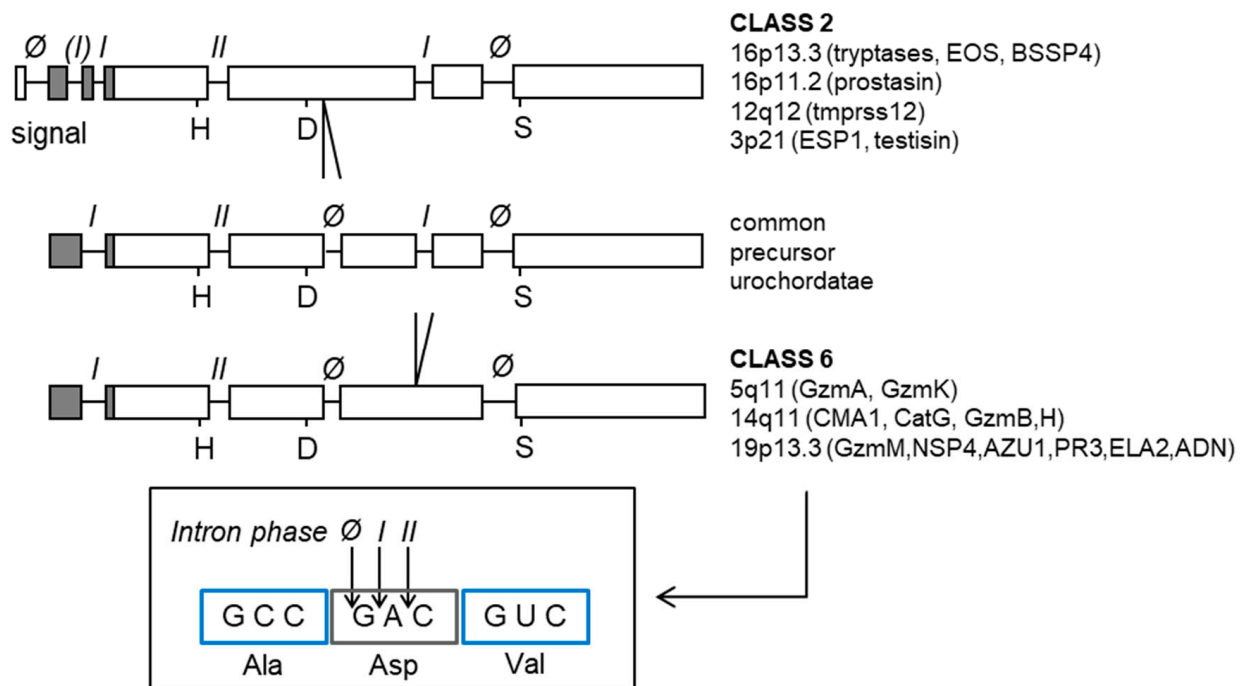 Ø (I) I II I Ø
signal H D S
CLASS 2
16p13.3 (tryptases, EOS, BSSP4)
16p11.2 (prostasin)
12q12 (tmprss12)
3p21 (ESP1, testisin)
I II Ø I Ø
H D S
common
precursor
urochordatae
I II Ø Ø
H D S
CLASS 6
5q11 (GzmA, GzmK)
14q11 (CMA1, CatG, GzmB,H)
19p13.3 (GzmM,NSP4,AZU1,PR3,ELA2,ADN)
Intron phase Ø I II
G C C G A C G U C
Ala Asp Val